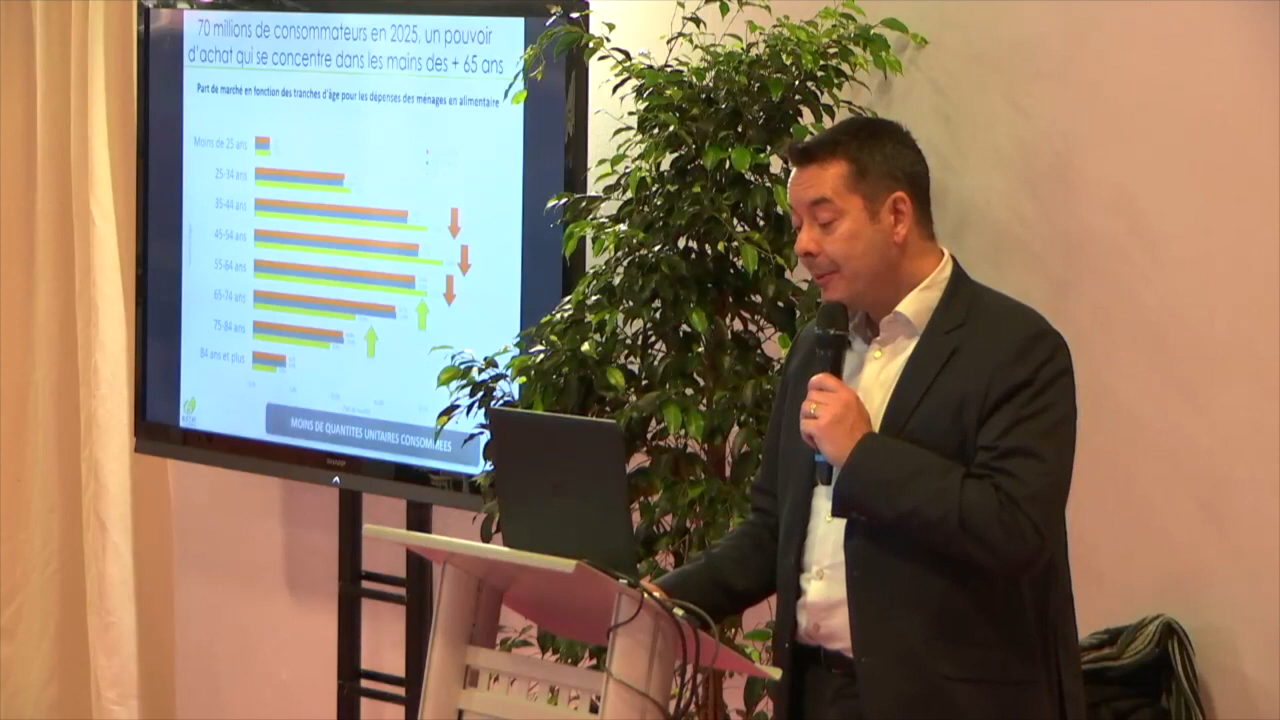 70 millions de consommateurs en 2025, un pouvoir
d'achat qui se concentre dans les mains des + 65 ans
Part de marché en fonction des tranches d'âge pour les dépenses des ménages en alimentaire
Moins de 25 ans
25-34 ans
35-44 ans
45-54 ans
55-64 ans
65-74 ans
75-84 ans
84 ans et plus
MOINS DE QUANTITES UNITAIRES CONSOMMEES
SHARP